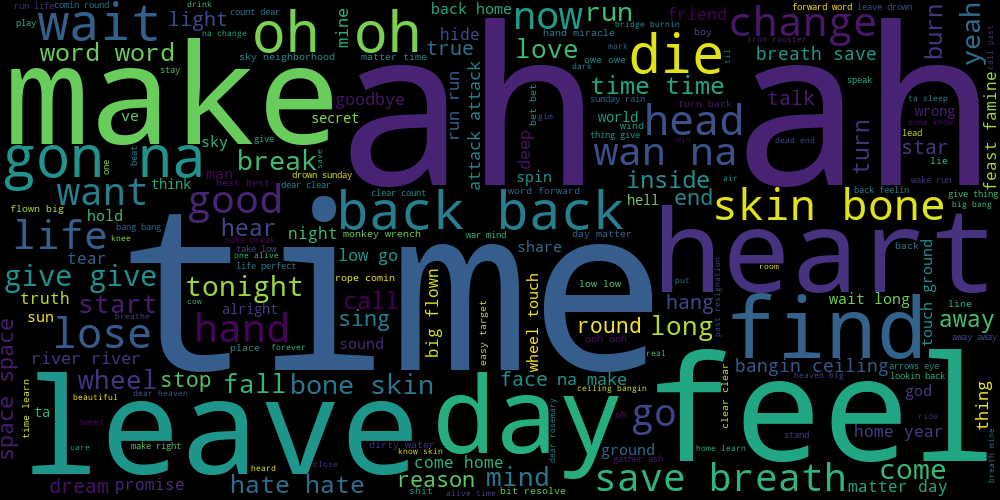 run life
comin round
drink
count dear
play
wait
light
oh oh
mine
back home
now
run
friend
forward word
leave drown
change
burn
yeah
word word
na change
sky neighborhood
matter time
hide
true
bridge burnin
hand miracle
love
owe owe
mark
dark
boy
die
iron rooster
breath save
call past
make
ah ah
stay
goodbye
secret
run run
attack attack
bet bet
time time
sunday rain
turn back
talk
speak
ta sleep
wrong
bone know
ve
sky
give
world
wind
thing give
head
win
dead end
turn
lead
star
lie
feast famine
gon na
one
beat
break
save
drown sunday
deep
gim
wan na
man
best best
dear clear
want
think
spin
inside
air
back feelin
wake run
give thing
big bang
flown big
hold
good
clear count
back back
word forward
hell
end
skin bone
bang bang
knee
life
hear
make break
take low
night
monkey wrench
war mind
day matter
share
heart
back
tear
one alive
life perfect
low go
time
put
room
past resignation
touch ground
give give
truth
sun
start
tonight
cow
rope comin
call
alright
sing
big flown
low low
hang
wait long
line
away
away away
lose
breathe
hand
place
forever
sound
easy target
wheel touch
round
ooh ooh
real
long
find
river river
space space
wheel
beautiful
stop
dear heaven
fall
bone skin
face
na make
ceiling bangin
bangin ceiling
arrows eye
heaven big
lookin back
god
time learn
ta
sweet
care
leave
make right
dirty water
know skin
day
oh
dear rosemary
go
feel
clear clear
home learn
stand
ride
home year
thing
breath mine
heard
close
come home
ground
gather ash
dream
promise
hate hate
reason
shit
mind
alive time
bit resolve
save breath
come
matter day